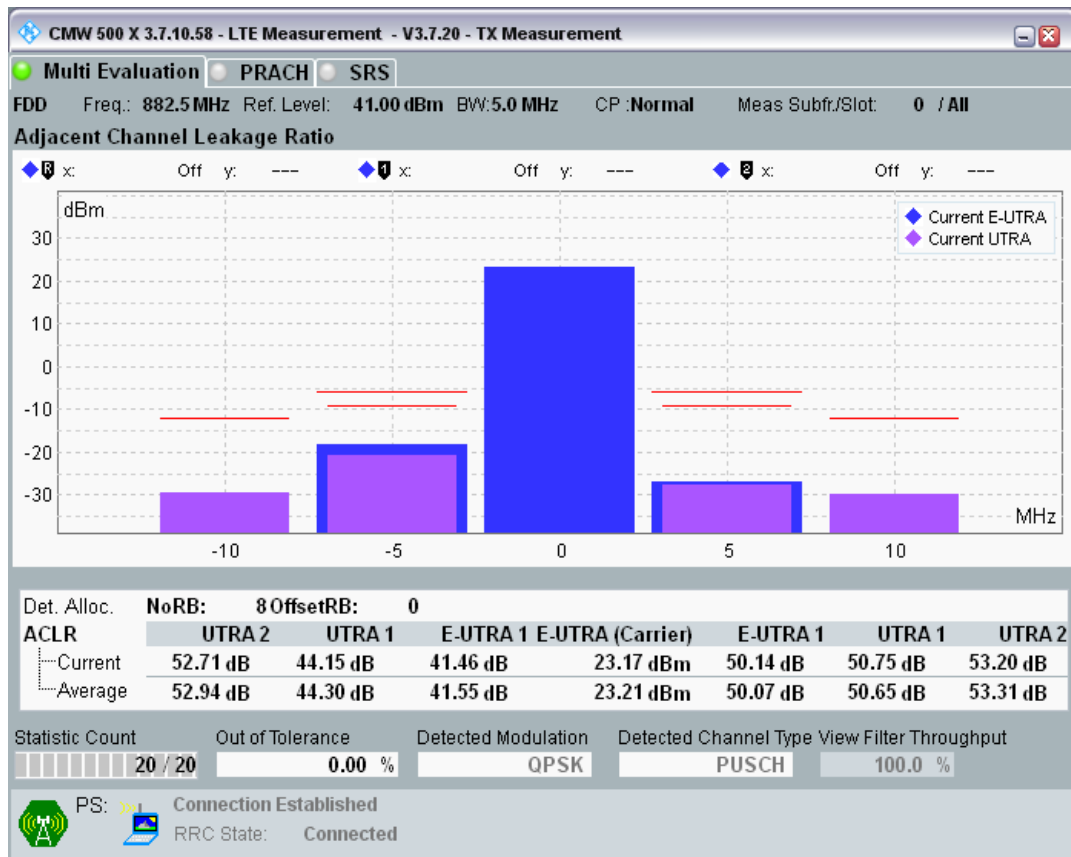 CMW 500 X 3.7.10.58 - LTE Measurement - V3.7.20 - TX Measurement
Multi Evaluation PRACH SRS
FDD Freq.: 882.5 MHz Ref. Level: 41.00 dBm BW:5.0 MHz CP :Normal Meas Subfr./Slot: 0 / All
Adjacent Channel Leakage Ratio
R x: Off y: --- 1 x: Off y: --- 2 x: Off y: ---
dBm
Current E-UTRA
Current UTRA
30
20
10
0
-10
-20
-30
MHz
-10 -5 0 5 10
Det. Alloc. NoRB: 8 OffsetRB: 0
ACLR UTRA 2 UTRA 1 E-UTRA 1 E-UTRA (Carrier) E-UTRA 1 UTRA 1 UTRA 2
Current 52.71 dB 44.15 dB 41.46 dB 23.17 dBm 50.14 dB 50.75 dB 53.20 dB
Average 52.94 dB 44.30 dB 41.55 dB 23.21 dBm 50.07 dB 50.65 dB 53.31 dB
Statistic Count Out of Tolerance Detected Modulation Detected Channel Type View Filter Throughput
20 / 20 0.00 % QPSK PUSCH 100.0 %
PS: Connection Established
RRC State: Connected